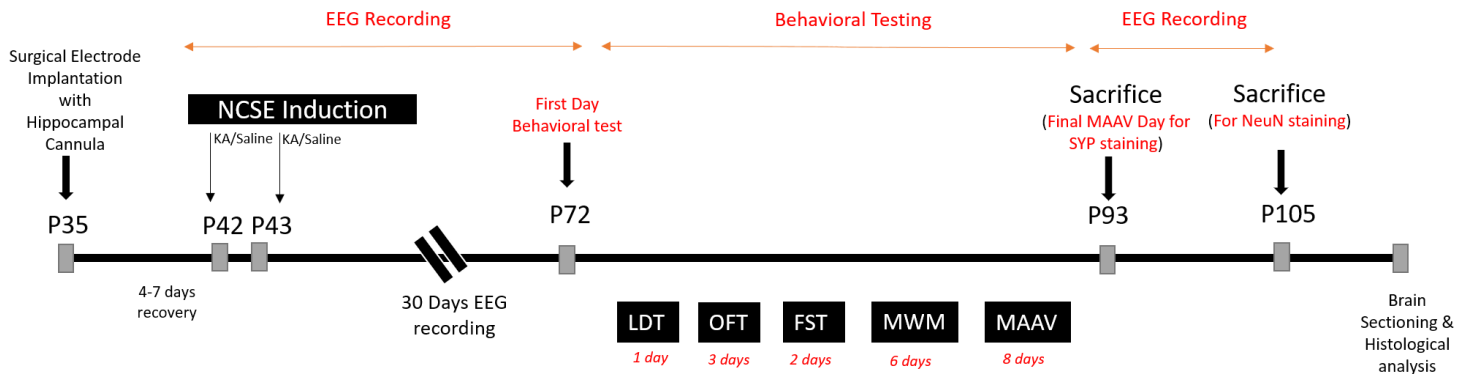 EEG Recording
Behavioral Testing
EEG Recording
Surgical Electrode
Implantation
with
Hippocampal
Cannula
NCSE Induction
KA/Saline
KA/Saline
First Day
Behavioral test
Sacrifice
(Final MAAV Day for
SYP staining)
Sacrifice
(For NeuN staining)
P35
P42
P43
P72
P93
P105
4-7 days
recovery
30 Days EEG
recording
LDT
OFT
FST
MWM
MAAV
1 day
3 days
2 days
6 days
8 days
Brain
Sectioning &
Histological
analysis